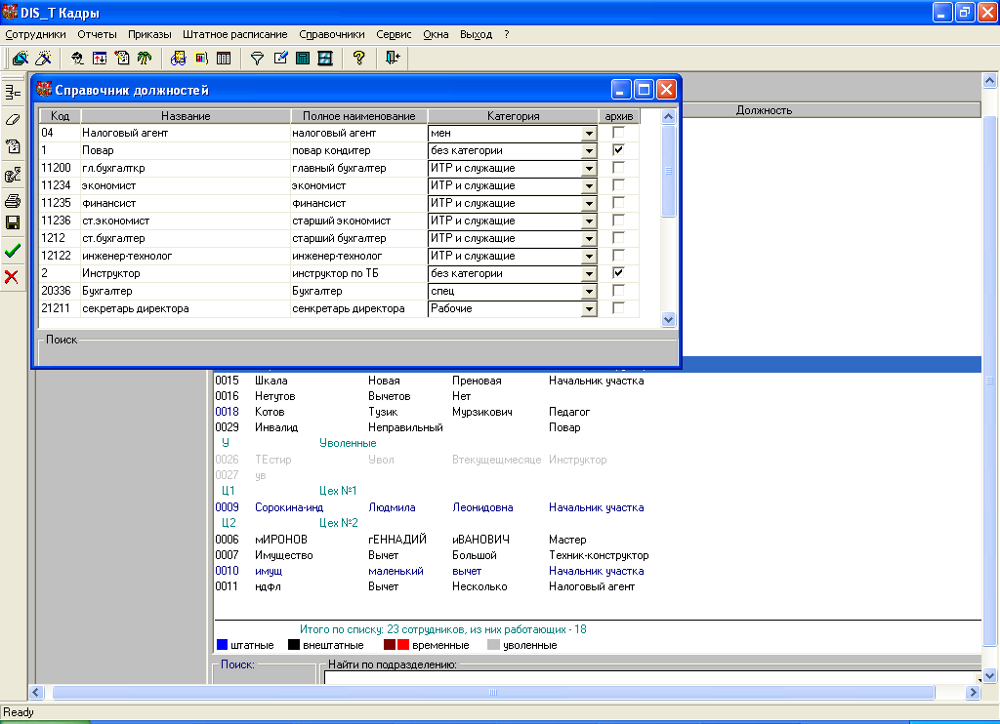 DIS_T Кадры
Сотрудники Отчеты Приказы Штатное расписание Справочники Сервис Окна Выход ?
Справочник должностей
Код Название Полное наименование Категория архив
04 Налоговый агент налоговый агент мен
1 Повар повар кондитер без категории
11200 гл.бухгалткр главный бухгалтер ИТР и служащие
11234 экономист экономист ИТР и служащие
11235 финансист финансист ИТР и служащие
11236 ст.экономист старший экономист ИТР и служащие
1212 ст.бухгалтер старший бухгалтер ИТР и служащие
12122 инженер-технолог инженер-технолог ИТР и служащие
2 Инструктор инструктор по ТБ без категории
20336 Бухгалтер Бухгалтер спец
21211 секретарь директора сенкретарь директора Рабочие
Поиск
Должность
0015 Шкала Новая Преновая Начальник участка
0016 Нетутов Вычетов Нет
0018 Котов Тузик Мурзикович Педагог
0029 Инвалид Неправильный Повар
У Уволенные
0026 ТЕстир Увол Втекущешмесяце Инструктор
0027 ув
Ц1 Цех №1
0009 Сорокина-инд Людмила Леонидовна Начальник участка
Ц2 Цех №2
0006 мИРОНОВ гЕННАДИЙ иВАНОВИЧ Мастер
0007 Имущество Вычет Большой Техник-конструктор
0010 имущ маленький вычет Начальник участка
0011 ндфл Вычет Несколько Налоговый агент
Итого по списку: 23 сотрудников, из них работающих - 18
штатные внештатные временные уволенные
Поиск: Найти по подразделению:
Ready